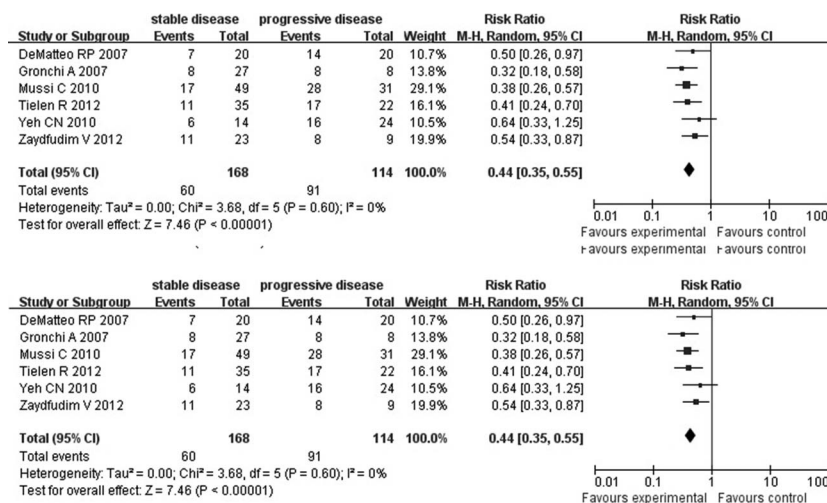 stable disease progressive disease Risk Ratio Risk Ratio
Study or Subgroup Events Total Events Total Weight M-H, Random, 95% CI M-H, Random, 95% CI
DeMatteo RP 2007 7 20 14 20 10.7% 0.50 [0.26, 0.97]
Gronchi A 2007 8 27 8 8 13.8% 0.32 [0.18, 0.58]
Mussi C 2010 17 49 28 31 29.1% 0.38 [0.26, 0.57]
Tielen R 2012 11 35 17 22 16.1% 0.41 [0.24, 0.70]
Yeh CN 2010 6 14 16 24 10.5% 0.64 [0.33, 1.25]
Zaydfudim V 2012 11 23 8 9 19.9% 0.54 [0.33, 0.87]
Total (95% CI) 168 114 100.0% 0.44 [0.35, 0.55]
Total events 60 91
Heterogeneity: Tau² = 0.00; Chi² = 3.68, df = 5 (P = 0.60); I² = 0%
Test for overall effect: Z = 7.46 (P < 0.00001)
0.01 0.1 1 10 100
Favours experimental Favours control
Favours experimental Favours control
stable disease progressive disease Risk Ratio Risk Ratio
Study or Subgroup Events Total Events Total Weight M-H, Random, 95% CI M-H, Random, 95% CI
DeMatteo RP 2007 7 20 14 20 10.7% 0.50 [0.26, 0.97]
Gronchi A 2007 8 27 8 8 13.8% 0.32 [0.18, 0.58]
Mussi C 2010 17 49 28 31 29.1% 0.38 [0.26, 0.57]
Tielen R 2012 11 35 17 22 16.1% 0.41 [0.24, 0.70]
Yeh CN 2010 6 14 16 24 10.5% 0.64 [0.33, 1.25]
Zaydfudim V 2012 11 23 8 9 19.9% 0.54 [0.33, 0.87]
Total (95% CI) 168 114 100.0% 0.44 [0.35, 0.55]
Total events 60 91
Heterogeneity: Tau² = 0.00; Chi² = 3.68, df = 5 (P = 0.60); I² = 0%
Test for overall effect: Z = 7.46 (P < 0.00001)
0.01 0.1 1 10 100
Favours experimental Favours control